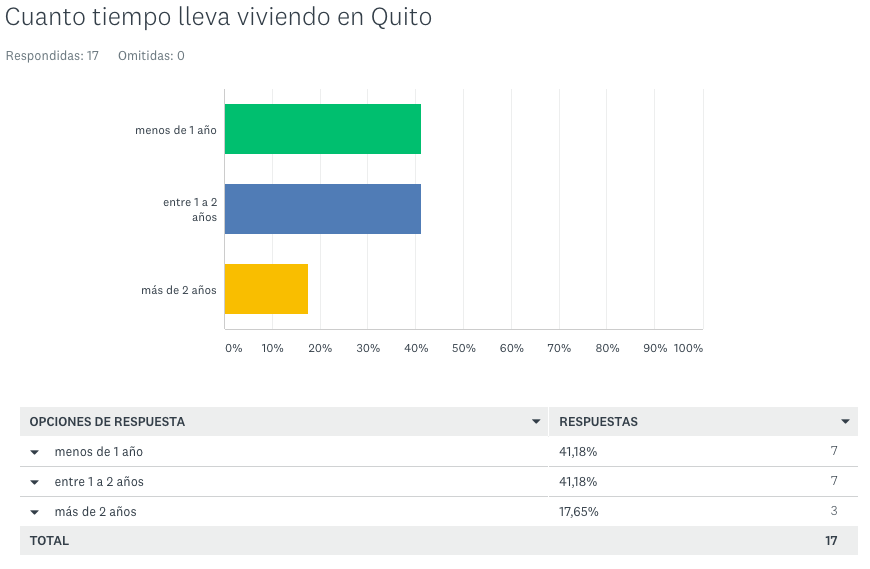 Cuanto tiempo lleva viviendo en Quito
Respondidas: 17 Omitidas: 0
menos de 1 año
entre 1 a 2
años
más de 2 años
0% 10% 20% 30% 40% 50% 60% 70% 80% 90% 100%
OPCIONES DE RESPUESTA RESPUESTAS
menos de 1 año 41,18% 7
entre 1 a 2 años 41,18% 7
más de 2 años 17,65% 3
TOTAL 17